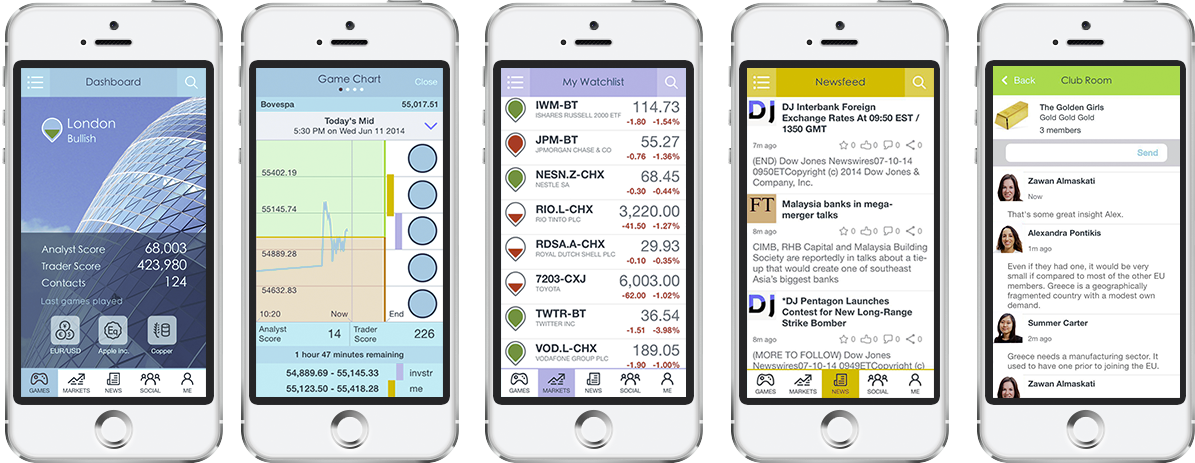 Dashboard
London
Bullish
Analyst Score 68.003
Trader Score 423,980
Contacts 124
Last games played
EUR/USD Apple inc. Copper
GAMES MARKETS NEWS SOCIAL ME
Game Chart Close
Bovespa 55,017.51
Today's Mid
5:30 PM on Wed Jun 11 2014
55402.19
55145.74
54889.28
54632.83
10:20 Now End
Analyst Score 14 Trader Score 226
1 hour 47 minutes remaining
54,889.69 - 55,145.33 invstr
55,123.50 - 55,418.28 me
My Watchlist
IWM-BT 114.73
ISHARES RUSSELL 2000 ETF -1.80 -1.54%
JPM-BT 55.27
JPMORGAN CHASE & CO -0.76 -1.36%
NESN.Z-CHX 68.45
NESTLE SA -0.30 -0.44%
RIO.L-CHX 3,220.00
RIO TINTO PLC -41.50 -1.27%
RDSA.A-CHX 29.93
ROYAL DUTCH SHELL PLC -0.10 -0.35%
7203-CXJ 6,003.00
TOYOTA -62.00 -1.02%
TWTR-BT 36.54
TWITTER INC -1.51 -3.98%
VOD.L-CHX 189.05
VODAFONE GROUP PLC -1.90 -1.00%
GAMES MARKETS NEWS SOCIAL ME
Newsfeed
DJ
DJ Interbank Foreign
Exchange Rates At 09:50 EST /
1350 GMT
7m ago 0 0 0 0
(END) Dow Jones Newswires07-10-14
0950ETCopyright (c) 2014 Dow Jones &
Company, Inc.
FT
Malaysia banks in mega-
merger talks
8m ago 0 0 0 0
CIMB, RHB Capital and Malaysia Building
Society are reportedly in talks about a tie-
up that would create one of southeast
Asia's biggest banks
DJ
*DJ Pentagon Launches
Contest for New Long-Range
Strike Bomber
8m ago 0 0 0 0
(MORE TO FOLLOW) Dow Jones
Newswires07-10-14 0949ETCopyright (c)
GAMES MARKETS NEWS SOCIAL ME
Back Club Room
The Golden Girls
Gold Gold Gold
3 members
Send
Zawan Almaskati
Now
That's some great insight Alex.
Alexandra Pontikis
1m ago
Even if they had one, it would be very
small if compared to most of the other EU
members. Greece is a geographically
fragmented country with a modest own
demand.
Summer Carter
2m ago
Greece needs a manufacturing sector. It
used to have one prior to joining the EU.
Zawan Almaskati